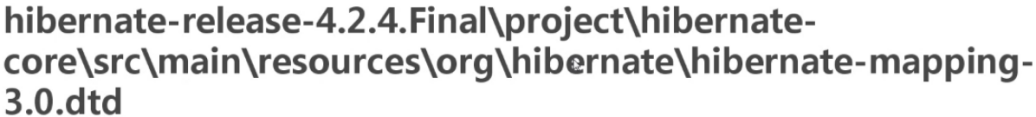 hibernate-release-4.2.4.Final\project\hibernate-
core\src\main\resources\org\hibernate\hibernate-mapping-
3.0.dtd